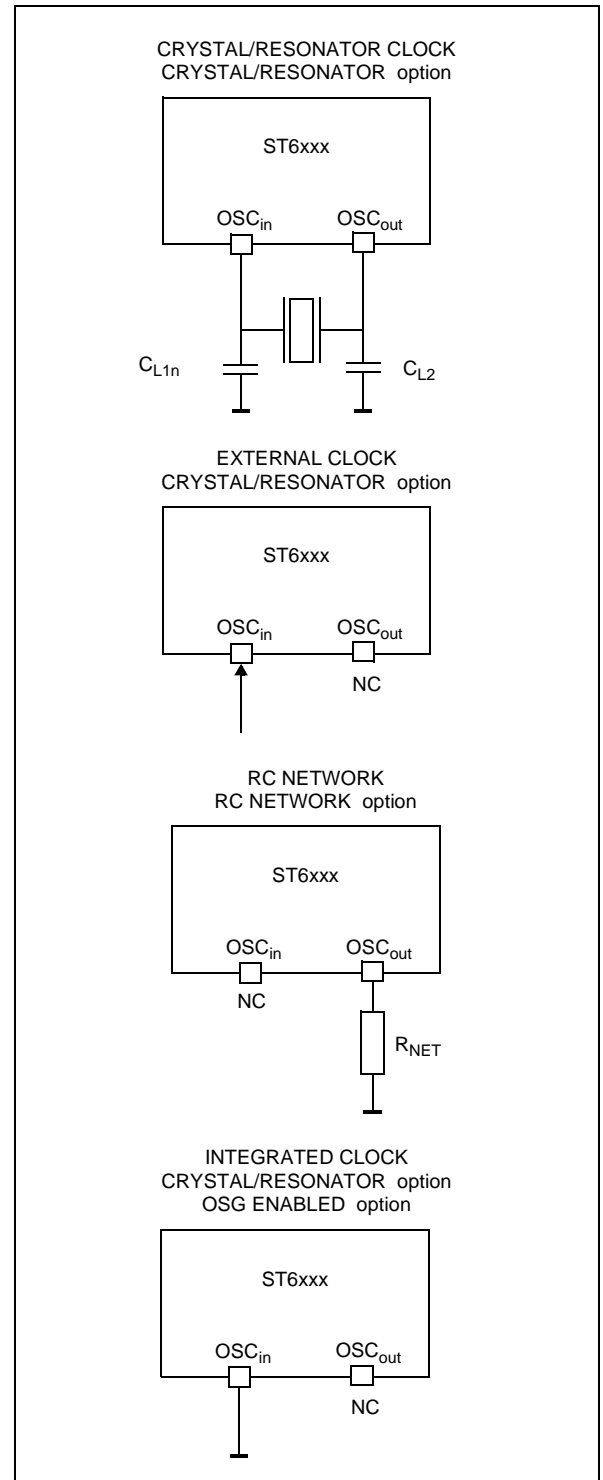 CRYSTAL/RESONATOR CLOCK
CRYSTAL/RESONATOR option
ST6xxx
OSCin OSCout
CL1n CL2
EXTERNAL CLOCK
CRYSTAL/RESONATOR option
ST6xxx
OSCin OSCout
NC
RC NETWORK
RC NETWORK option
ST6xxx
OSCin OSCout
NC
RNET
INTEGRATED CLOCK
CRYSTAL/RESONATOR option
OSG ENABLED option
ST6xxx
OSCin OSCout
NC